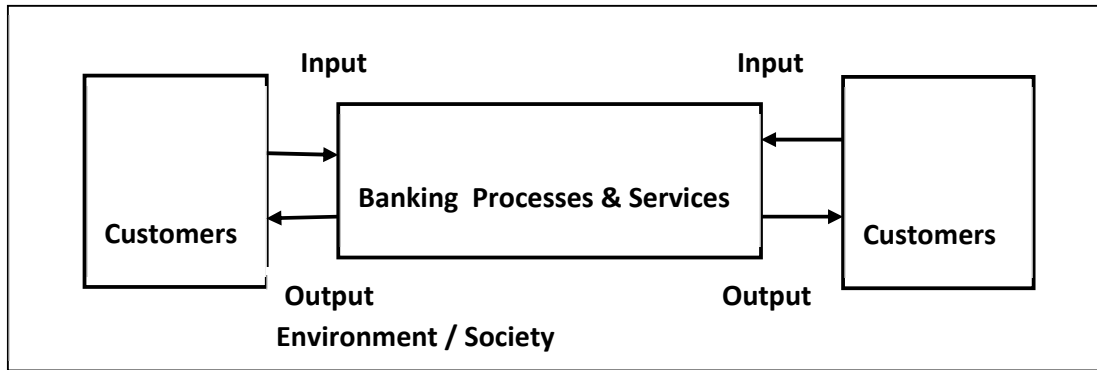 Input
Input
Banking Processes & Services
Customers
Customers
Output
Output
Environment / Society